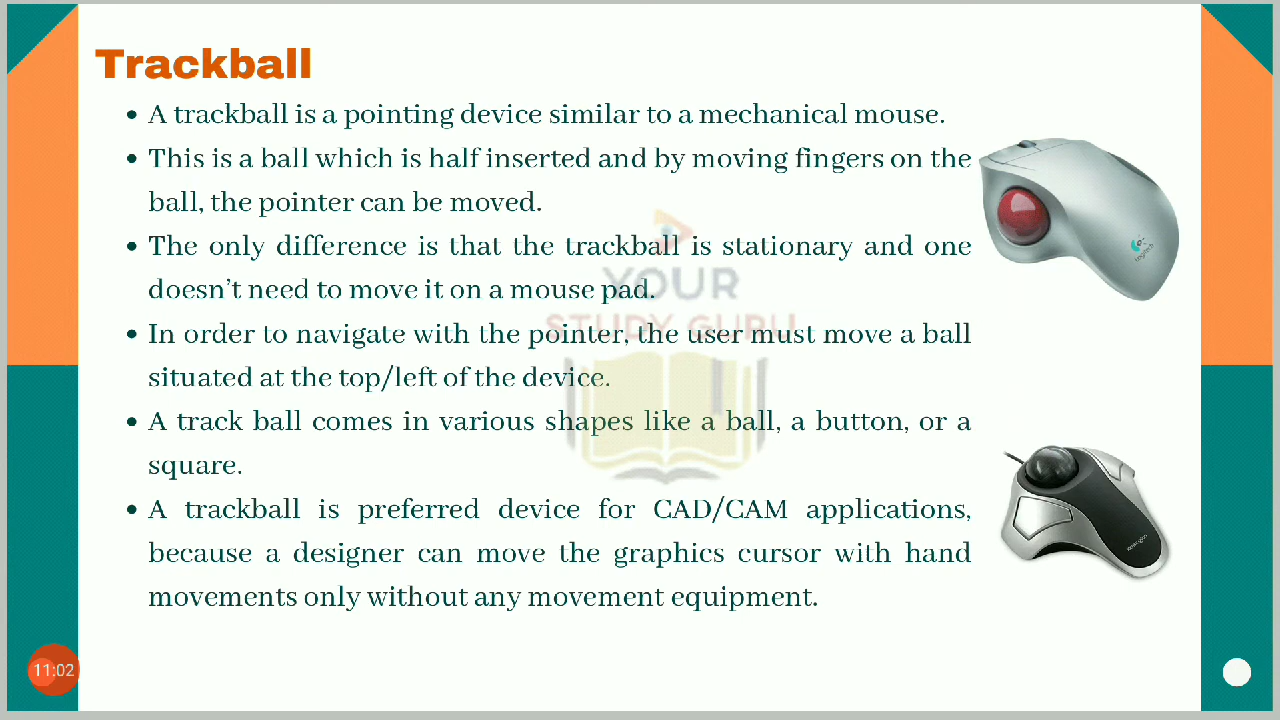 Trackball
• A trackball is a pointing device similar to a mechanical mouse.
• This is a ball which is half inserted and by moving fingers on the
ball, the pointer can be moved.
• The only difference is that the trackball is stationary and one
doesn't need to move it on a mouse pad.
• In order to navigate with the pointer, the user must move a ball
situated at the top/left of the device.
• A track ball comes in various shapes like a ball, a button, or a
square.
• A trackball is preferred device for CAD/CAM applications,
because a designer can move the graphics cursor with hand
movements only without any movement equipment.
YOUR
STUDY GURU
11:02